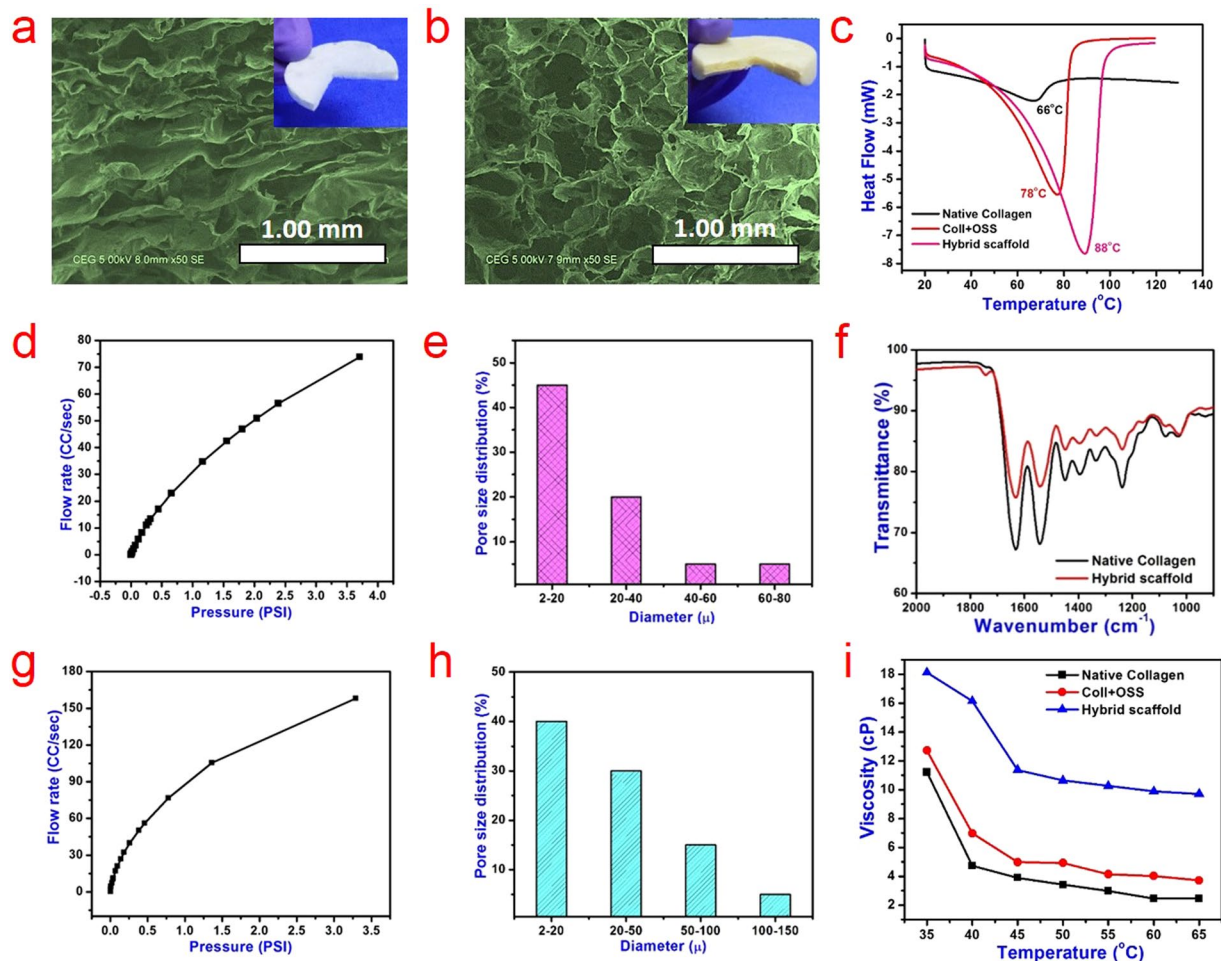 a
1.00 mm
CEG 5.00kV 8.0mm x50 SE
b
1.00 mm
CEG 5.00kV 7.9mm x50 SE
c
Heat Flow (mW)
0
-1
-2
-3
-4
-5
-6
-7
-8
66°C
78°C
88°C
Native Collagen
Coll+OSS
Hybrid scaffold
20 40 60 80 100 120 140
Temperature (°C)
d
Flow rate (CC/sec)
80
70
60
50
40
30
20
10
0
-10
-0.5 0.0 0.5 1.0 1.5 2.0 2.5 3.0 3.5 4.0
Pressure (PSI)
e
Pore size distribution (%)
50
40
30
20
10
2-20 20-40 40-60 60-80
Diameter (μ)
f
Transmittance (%)
100
90
80
70
60
Native Collagen
Hybrid scaffold
2000 1800 1600 1400 1200 1000
Wavenumber (cm⁻¹)
g
Flow rate (CC/sec)
180
150
120
90
60
30
0
0.0 0.5 1.0 1.5 2.0 2.5 3.0 3.5
Pressure (PSI)
h
Pore size distribution (%)
50
40
30
20
10
2-20 20-50 50-100 100-150
Diameter (μ)
i
Viscosity (cP)
18
16
14
12
10
8
6
4
2
Native Collagen
Coll+OSS
Hybrid scaffold
35 40 45 50 55 60 65
Temperature (°C)